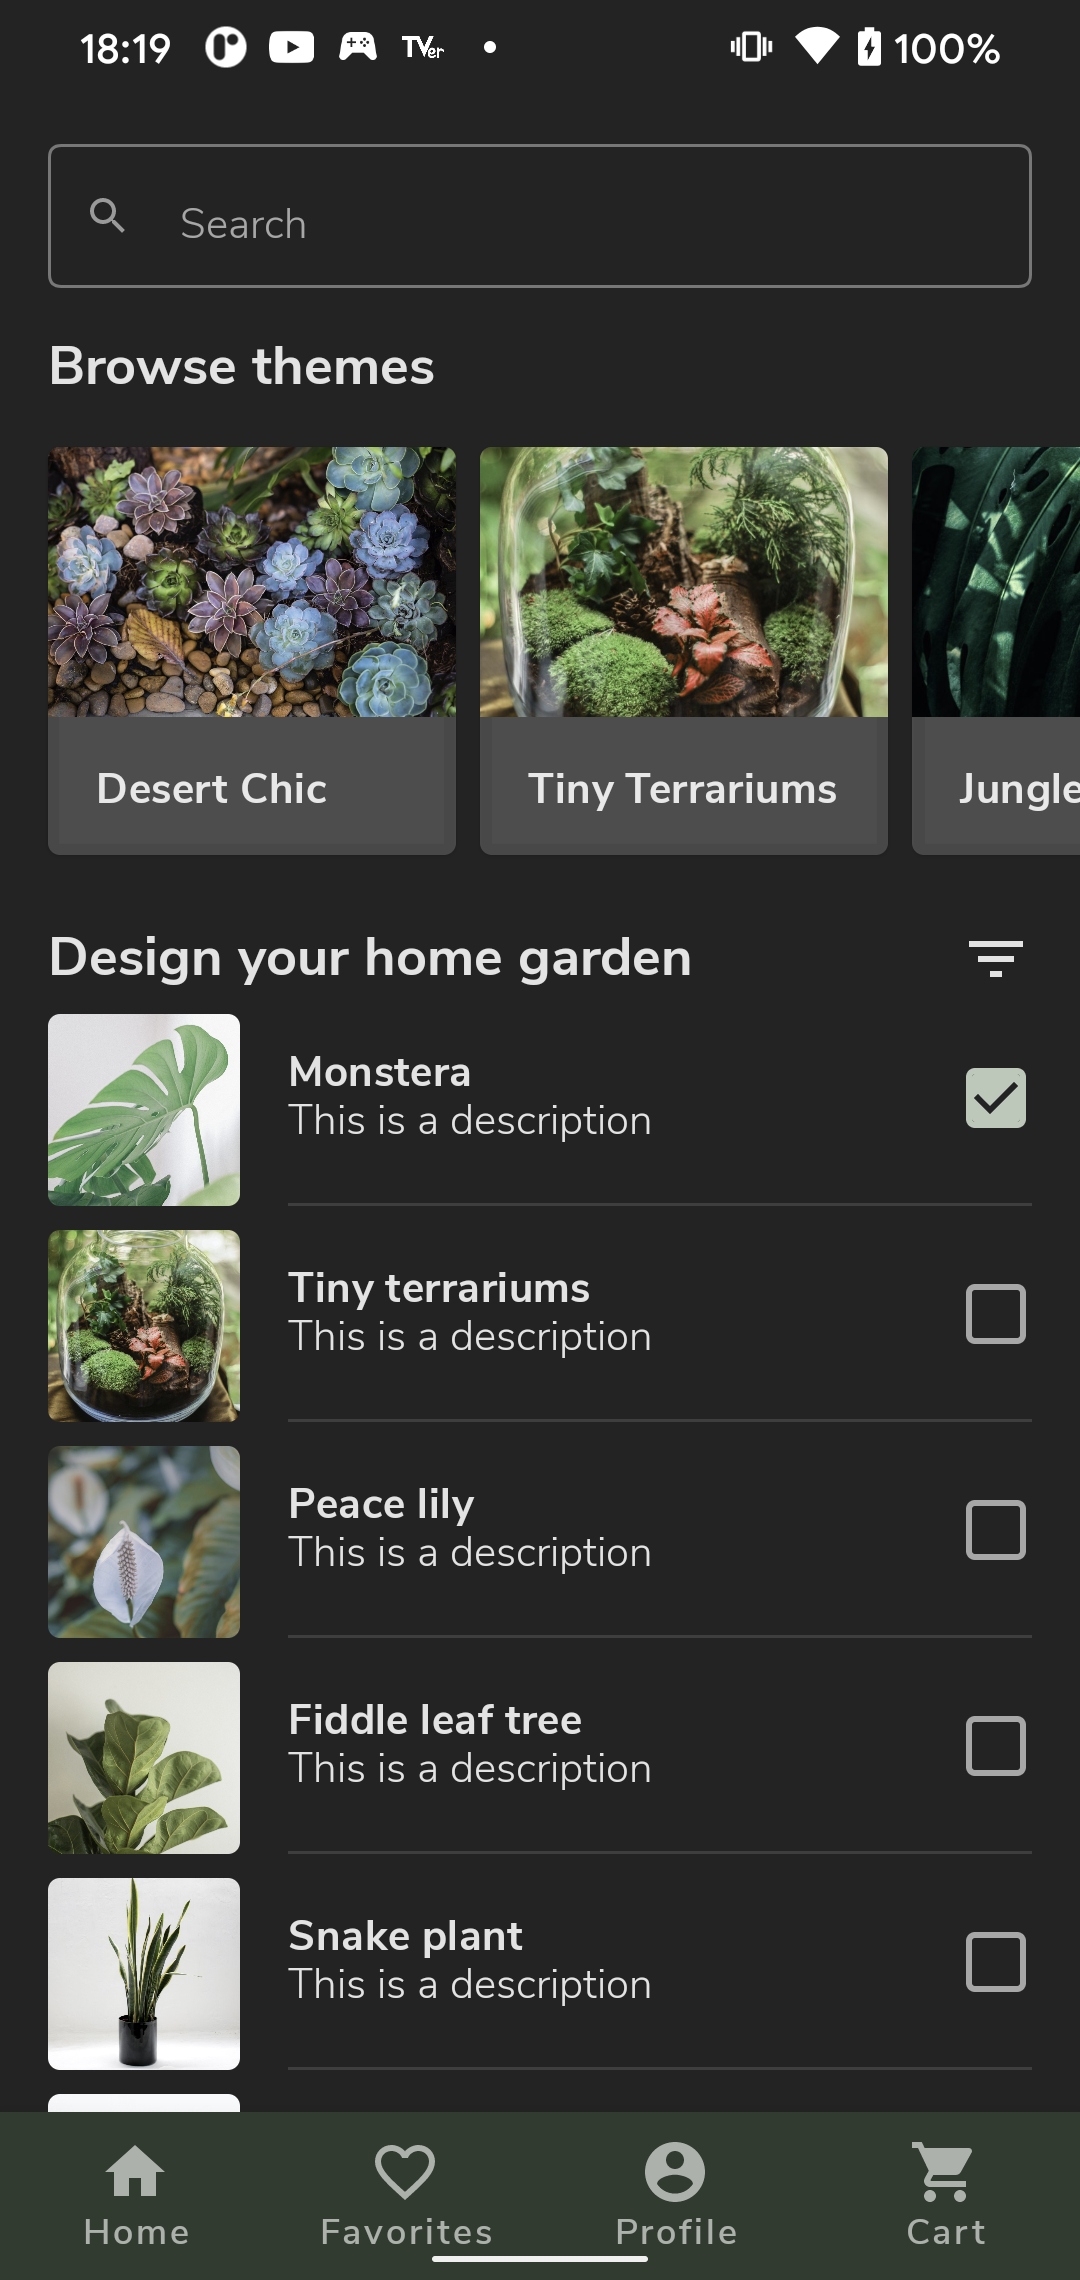 18:19
TVer
100%
Search
Browse themes
Desert Chic
Tiny Terrariums
Jungle
Design your home garden
Monstera
This is a description
Tiny terrariums
This is a description
Peace lily
This is a description
Fiddle leaf tree
This is a description
Snake plant
This is a description
Home
Favorites
Profile
Cart